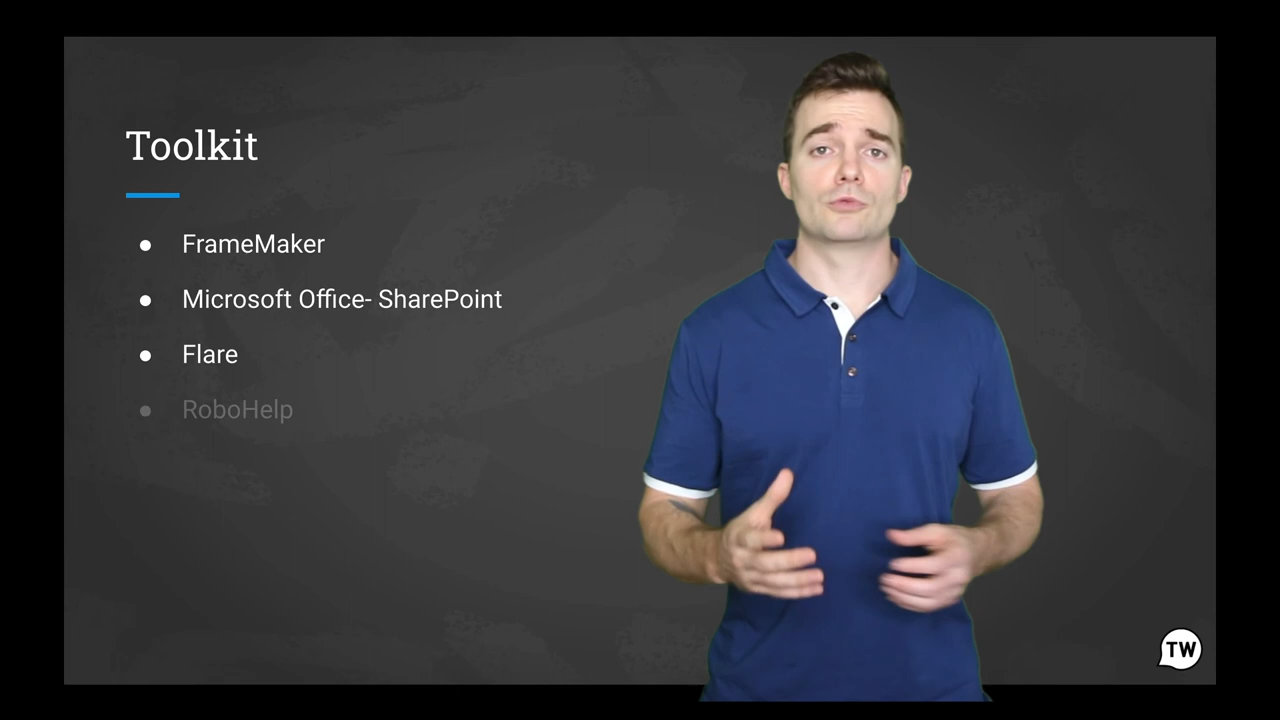 Toolkit
FrameMaker
Microsoft Office- SharePoint
Flare
RoboHelp
TW